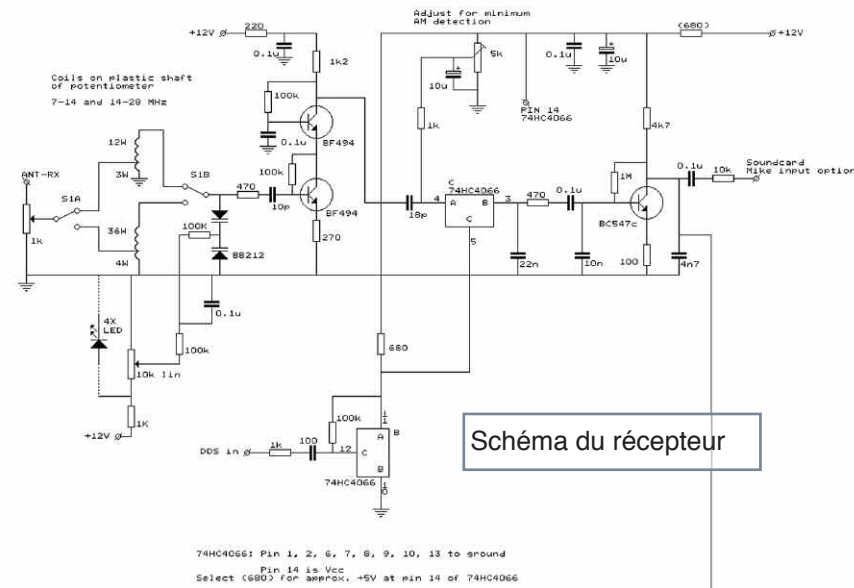 Adjust for minimum
AM detection
+12V
220
0.1u
1k2
5k
10u
0.1u
10u
(680)
+12V
Coils on plastic shaft
of potentiometer
7-14 and 14-28 MHz
100k
0.1u
BF494
1k
PIN 14
74HC4066
4k7
12W
3W
S1B
ANT-RX
S1A
1k
36W
4W
100K
BB212
470
10p
100k
BF494
270
18p
C
74HC4066
4
A
B
3
C
5
470
0.1u
22n
10n
1M
BC547c
100
4n7
0.1u
10k
Soundcard
Mike input option
4X
LED
0.1u
100k
10k lin
1K
+12V
680
100k
DDS in
1k
100
12
C
A
B
B
11
10
74HC4066
Schéma du récepteur
74HC4066: Pin 1, 2, 6, 7, 8, 9, 10, 13 to ground
Pin 14 is Vcc
Select (680) for approx. +5V at pin 14 of 74HC4066